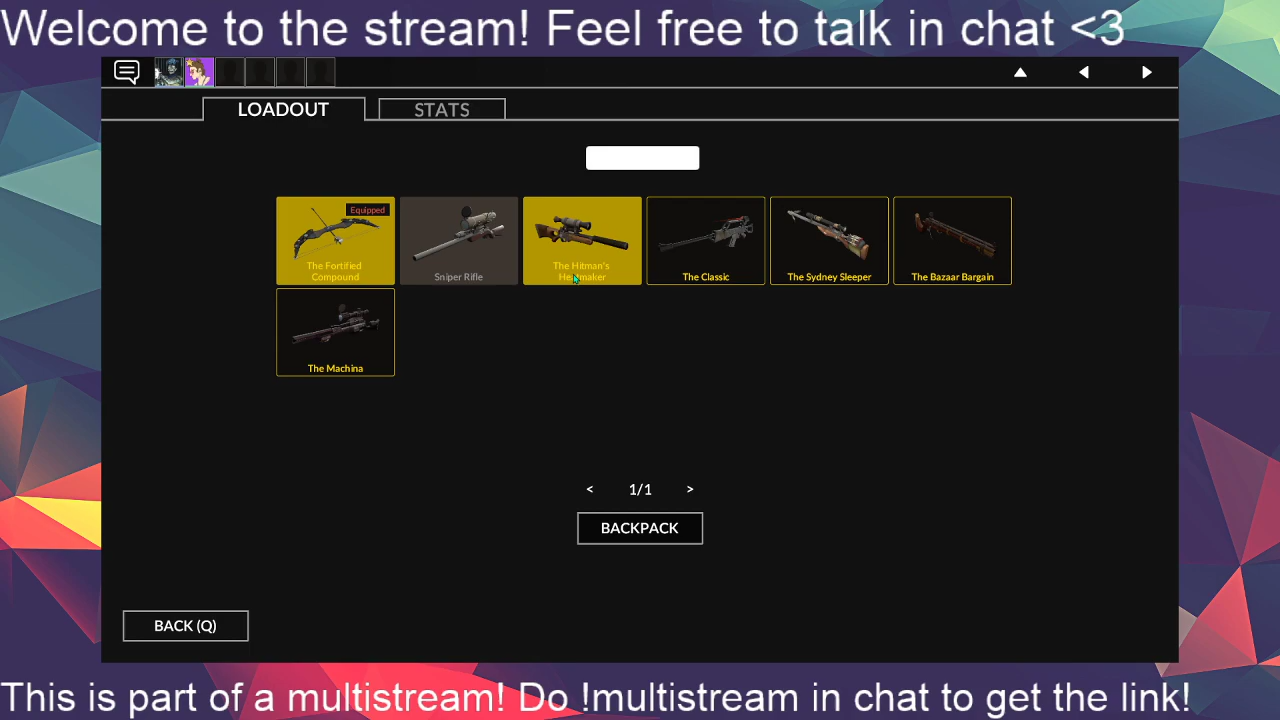 Welcome to the stream! Feel free to talk in chat <3
LOADOUT
STATS
Equipped
The Fortified
Compound
Sniper Rifle
The Hitman's
Heatmaker
The Classic
The Sydney Sleeper
The Bazaar Bargain
The Machina
< 1/1 >
BACKPACK
BACK (Q)
This is part of a multistream! Do !multistream in chat to get the link!